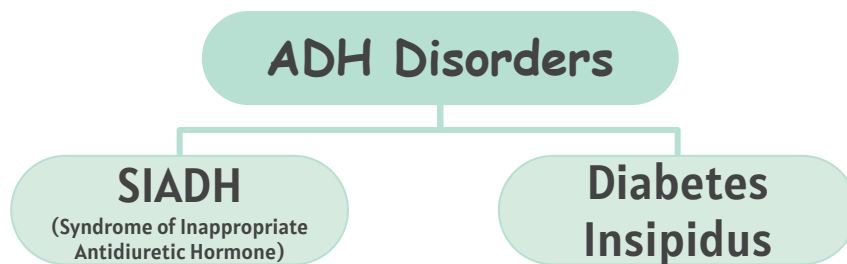 ADH Disorders
SIADH
(Syndrome of Inappropriate
Antidiuretic Hormone)
Diabetes
Insipidus